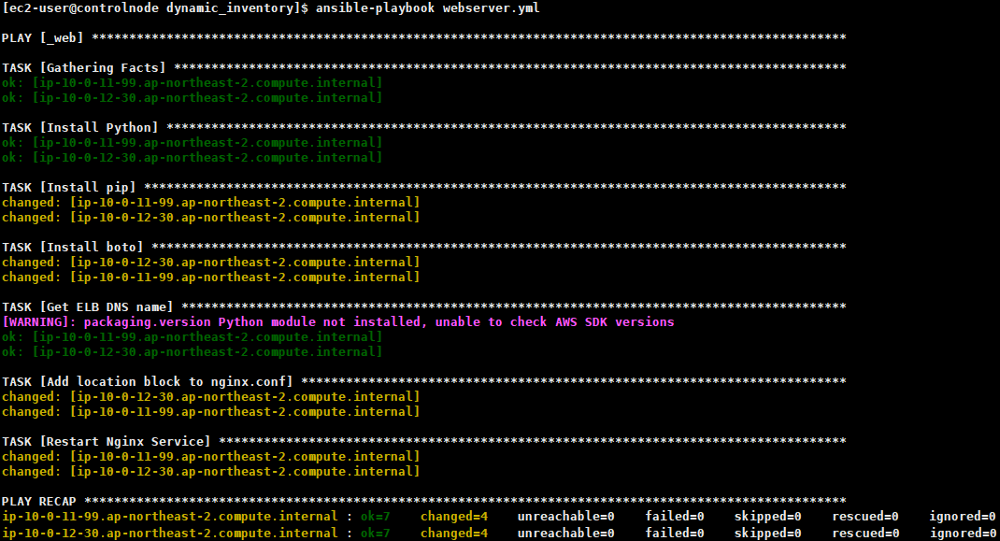 [ec2-user@controlnode dynamic_inventory]$ ansible-playbook webserver.yml
PLAY [_web] *****************************************************************************************************
TASK [Gathering Facts] ******************************************************************************************
ok: [ip-10-0-11-99.ap-northeast-2.compute.internal]
ok: [ip-10-0-12-30.ap-northeast-2.compute.internal]
TASK [Install Python] *******************************************************************************************
ok: [ip-10-0-11-99.ap-northeast-2.compute.internal]
ok: [ip-10-0-12-30.ap-northeast-2.compute.internal]
TASK [Install pip] **********************************************************************************************
changed: [ip-10-0-11-99.ap-northeast-2.compute.internal]
changed: [ip-10-0-12-30.ap-northeast-2.compute.internal]
TASK [Install boto] *********************************************************************************************
changed: [ip-10-0-12-30.ap-northeast-2.compute.internal]
changed: [ip-10-0-11-99.ap-northeast-2.compute.internal]
TASK [Get ELB DNS name] *****************************************************************************************
[WARNING]: packaging.version Python module not installed, unable to check AWS SDK versions
ok: [ip-10-0-11-99.ap-northeast-2.compute.internal]
ok: [ip-10-0-12-30.ap-northeast-2.compute.internal]
TASK [Add location block to nginx.conf] *************************************************************************
changed: [ip-10-0-12-30.ap-northeast-2.compute.internal]
changed: [ip-10-0-11-99.ap-northeast-2.compute.internal]
TASK [Restart Nginx Service] ************************************************************************************
changed: [ip-10-0-11-99.ap-northeast-2.compute.internal]
changed: [ip-10-0-12-30.ap-northeast-2.compute.internal]
PLAY RECAP ******************************************************************************************************
ip-10-0-11-99.ap-northeast-2.compute.internal : ok=7    changed=4    unreachable=0    failed=0    skipped=0    rescued=0    ignored=0
ip-10-0-12-30.ap-northeast-2.compute.internal : ok=7    changed=4    unreachable=0    failed=0    skipped=0    rescued=0    ignored=0